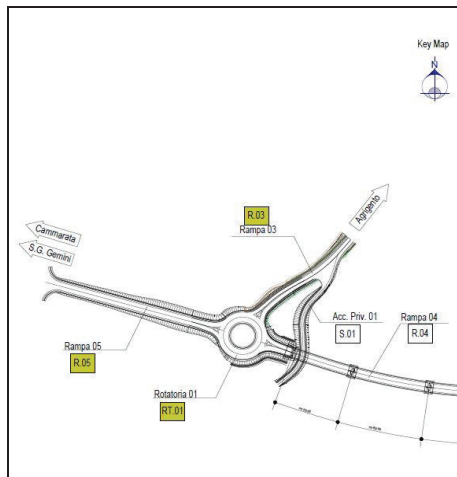 Key Map
N
Agrigento
R.03
Rampa 03
Cammarata
S.G. Gemini
Acc. Priv. 01
S.01
Rampa 04
R.04
Rampa 05
R.05
Rotatoria 01
RT.01